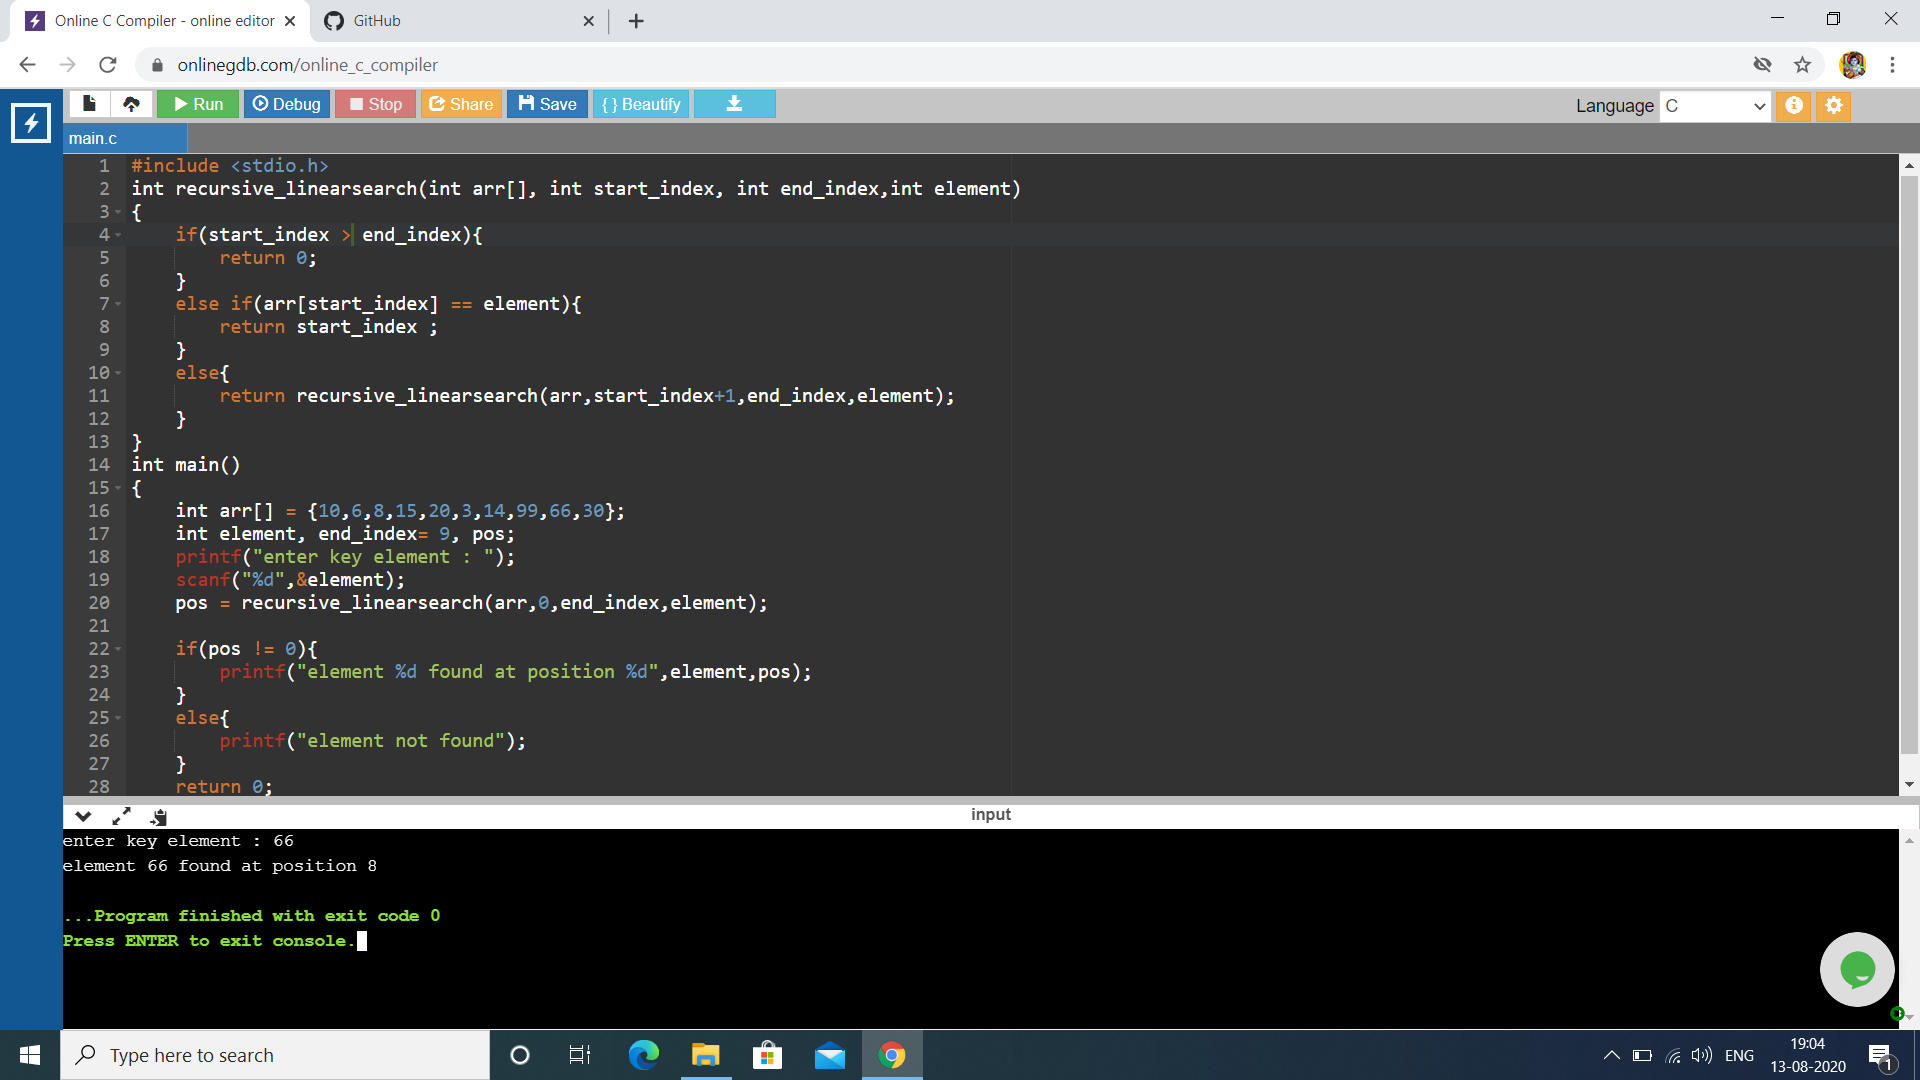 Online C Compiler - online editor
GitHub
onlinegdb.com/online_c_compiler
Run Debug Stop Share Save { } Beautify Language C
main.c
1 #include <stdio.h>
2 int recursive_linearsearch(int arr[], int start_index, int end_index,int element)
3 {
4     if(start_index > end_index){
5         return 0;
6     }
7     else if(arr[start_index] == element){
8         return start_index ;
9     }
10     else{
11         return recursive_linearsearch(arr,start_index+1,end_index,element);
12     }
13 }
14 int main()
15 {
16     int arr[] = {10,6,8,15,20,3,14,99,66,30};
17     int element, end_index= 9, pos;
18     printf("enter key element : ");
19     scanf("%d",&element);
20     pos = recursive_linearsearch(arr,0,end_index,element);
21
22     if(pos != 0){
23         printf("element %d found at position %d",element,pos);
24     }
25     else{
26         printf("element not found");
27     }
28     return 0;
input
enter key element : 66
element 66 found at position 8
...Program finished with exit code 0
Press ENTER to exit console.
Type here to search
ENG
19:04
13-08-2020
1